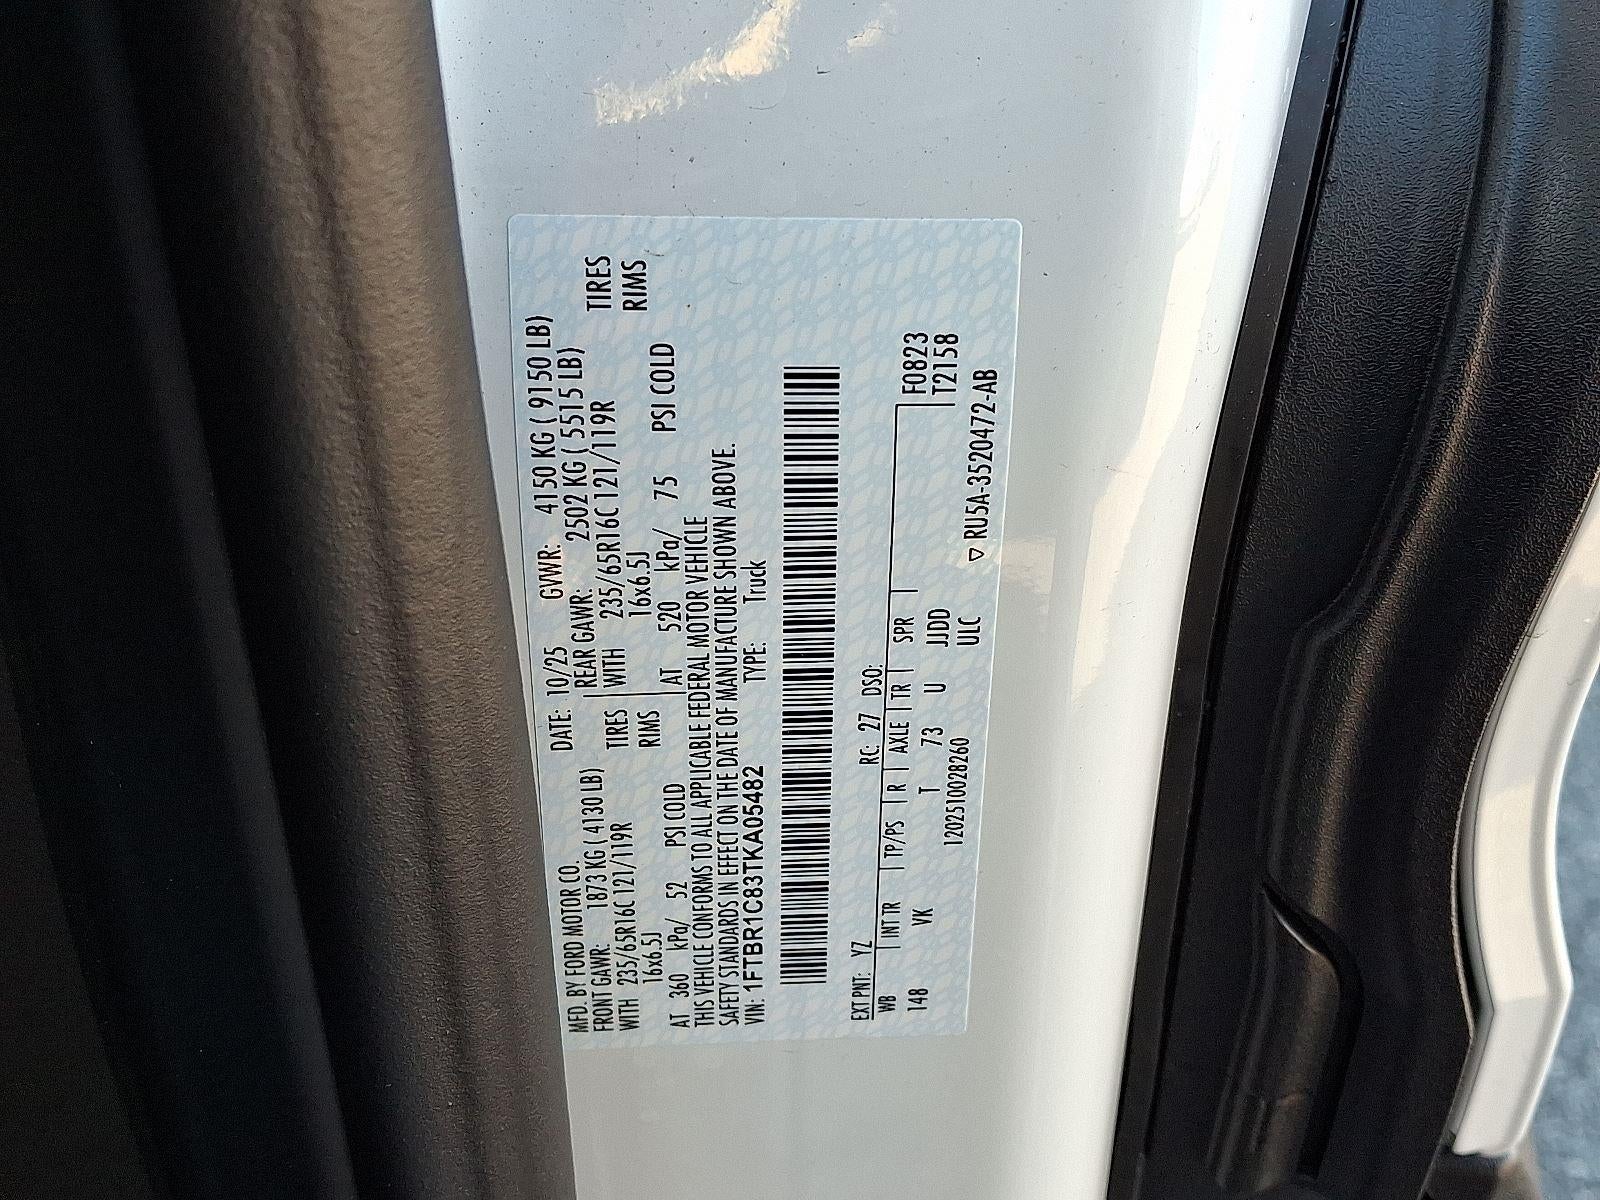 MFD. BY FORD MOTOR CO. DATE: 10/25 GVWR: 4150 KG ( 9150 LB)
FRONT GAWR: 1873 KG ( 4130 LB) REAR GAWR: 2502 KG ( 5515 LB)
WITH 235/65R16C 121/119R TIRES WITH 235/65R16C 121/119R TIRES
16x6.5J RIMS 16x6.5J RIMS
AT 360 kPa/ 52 PSI COLD AT 520 kPa/ 75 PSI COLD
THIS VEHICLE CONFORMS TO ALL APPLICABLE FEDERAL MOTOR VEHICLE
SAFETY STANDARDS IN EFFECT ON THE DATE OF MANUFACTURE SHOWN ABOVE.
VIN: 1FTBR1C83TKA05482 TYPE: Truck
EXT PNT: YZ RC: 27 DSO:
WB INT TR TP/PS R AXLE TR SPR F0823
148 VK T 73 U JJDD T2158
1202510028260 ULC
▽ RU5A-3520472-AB